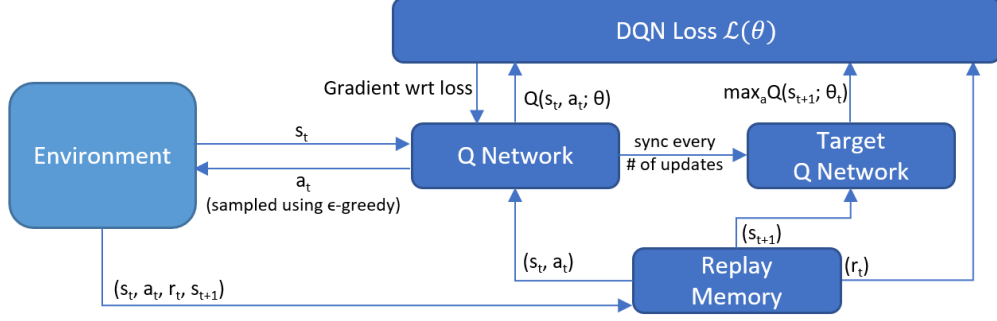 DQN Loss ℒ(θ)
Gradient wrt loss
Q(sₜ, aₜ; θ)
maxₐQ(sₜ₊₁; θₜ)
Environment
sₜ
aₜ
(sampled using ϵ-greedy)
Q Network
sync every
# of updates
Target
Q Network
(sₜ₊₁)
(sₜ, aₜ)
Replay
Memory
(rₜ)
(sₜ, aₜ, rₜ, sₜ₊₁)